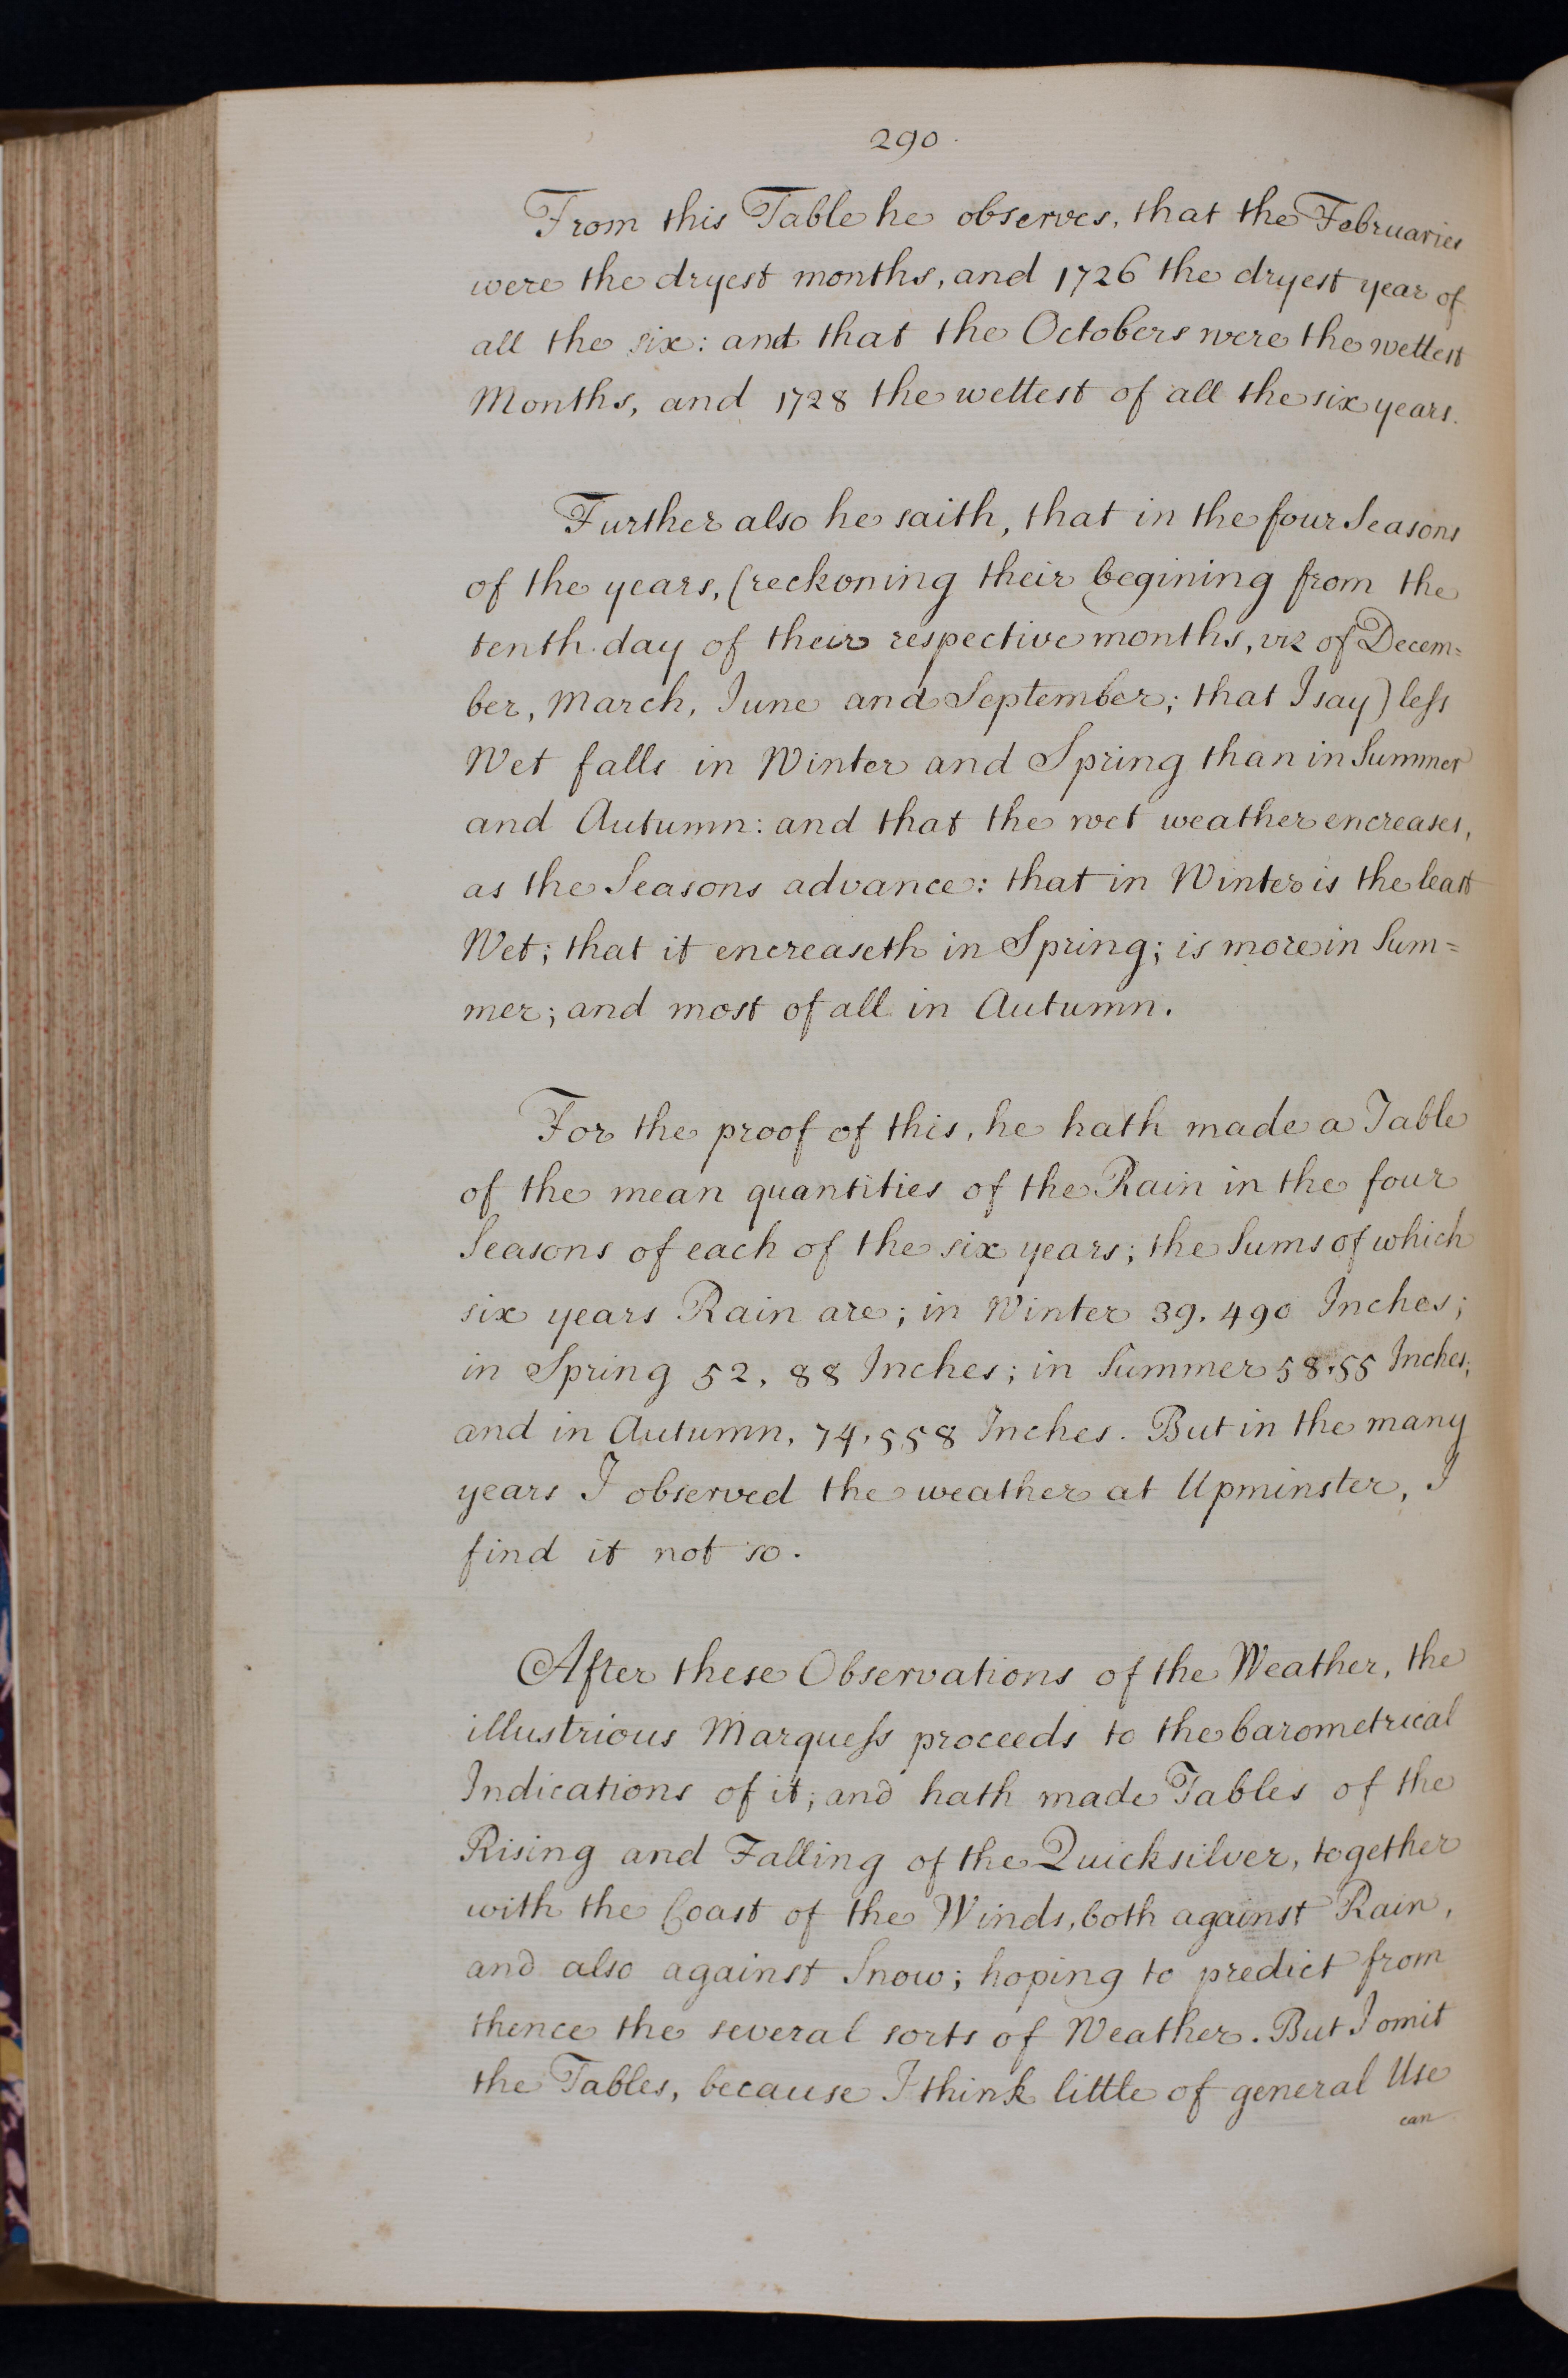 290.
From this Table he observes, that the Februaries
were the dryest months, and 1726 the dryest year of
all the six: and that the Octobers were the wettest
Months, and 1728 the wettest of all the six years.
Further also he saith, that in the four Seasons
of the years, (reckoning their begining from the
tenth day of their respective months, viz of Decem=
ber, March, June and September; that I say) less
Wet falls in Winter and Spring than in Summer
and Autumn: and that the wet weather encreases,
as the Seasons advance: that in Winter is the least
Wet; that it encreaseth in Spring; is more in Sum=
mer; and most of all in Autumn.
For the proof of this, he hath made a Table
of the mean quantities of the Rain in the four
Seasons of each of the six years; the Sums of which
six years Rain are; in Winter 39.490 Inches;
in Spring 52,88 Inches; in Summer 58.55 Inches;
and in Autumn, 74,558 Inches. But in the many
years I observed the weather at Upminster, I
find it not so.
After these Observations of the Weather, the
illustrious Marquess proceeds to the barometrical
Indications of it; and hath made Tables of the
Rising and Falling of the Quicksilver, together
with the Coast of the Winds, both against Rain,
and also against Snow; hoping to predict from
thence the several sorts of Weather. But I omit
the Tables, because I think little of general Use
can